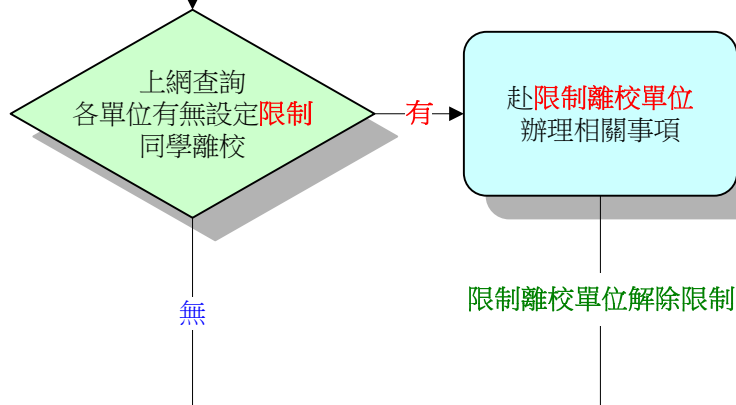 上網查詢
各單位有無設定限制
同學離校
有
赴限制離校單位
辦理相關事項
無
限制離校單位解除限制